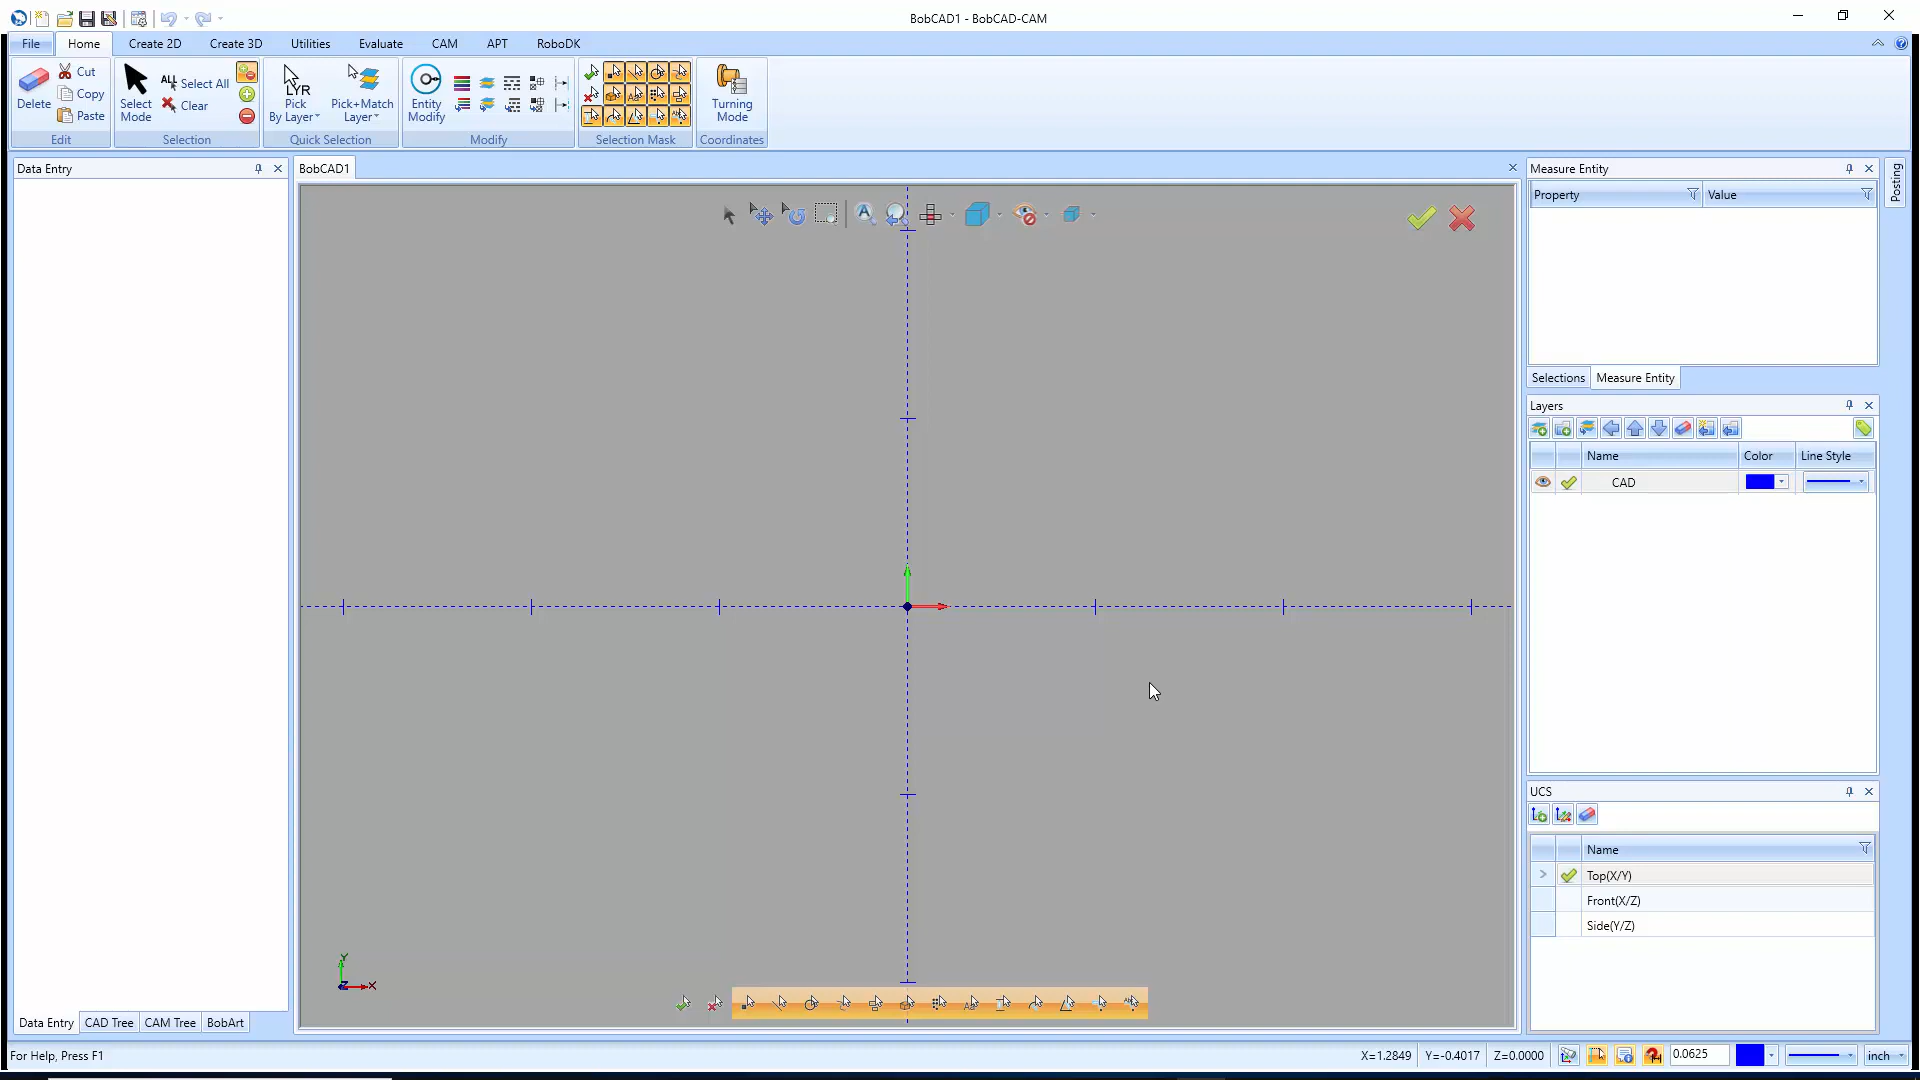 BobCAD1 - BobCAD-CAM
File Home Create 2D Create 3D Utilities Evaluate CAM APT RoboDK
Delete
Cut
Copy
Paste
Edit
Select Mode
ALL Select All
Clear
Selection
LYR
Pick By Layer
Pick+Match Layer
Quick Selection
Entity Modify
Modify
Selection Mask
Turning Mode
Coordinates
Data Entry
BobCAD1
Measure Entity
Posting
Property Value
Selections Measure Entity
Layers
Name Color Line Style
CAD
UCS
Name
Top(X/Y)
Front(X/Z)
Side(Y/Z)
Y
Z
X
Data Entry CAD Tree CAM Tree BobArt
For Help, Press F1
X=1.2849 Y=-0.4017 Z=0.0000 0.0625 inch